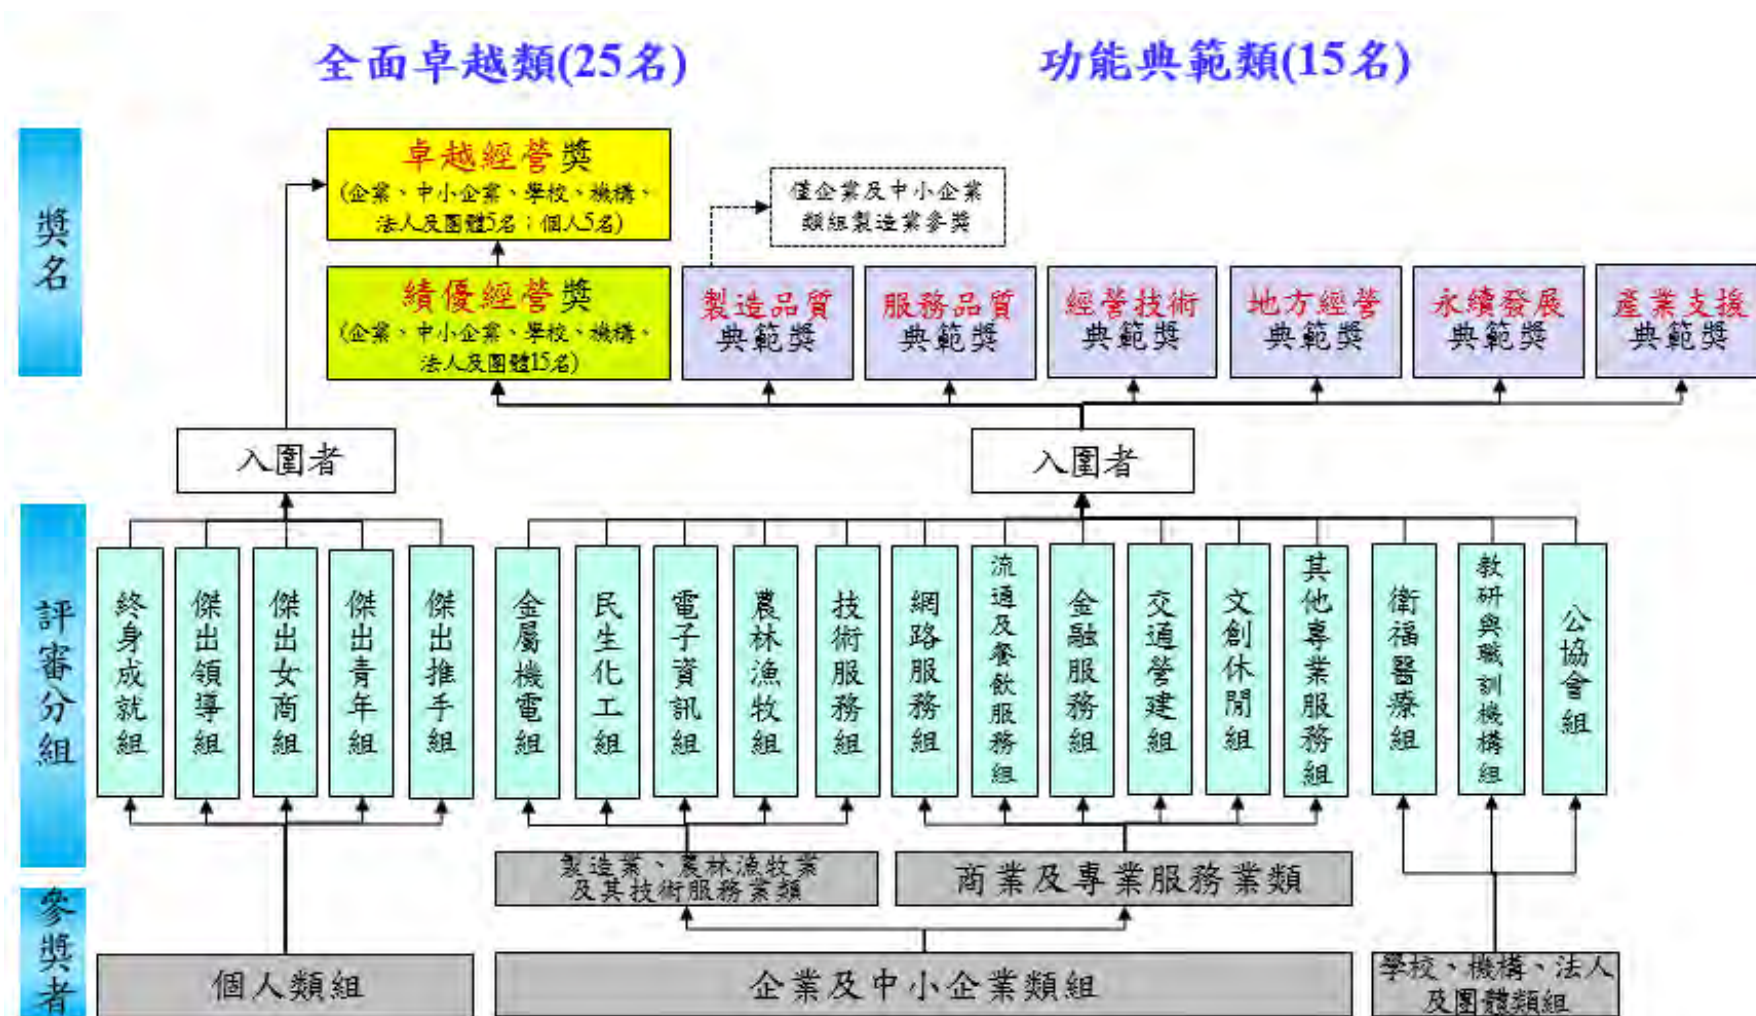 全面卓越類(25名)
功能典範類(15名)
獎名
卓越經營獎
(企業、中小企業、學校、機構、
法人及團體5名；個人5名)
僅企業及中小企業
類組製造業參獎
績優經營獎
(企業、中小企業、學校、機構、
法人及團體15名)
製造品質
典範獎
服務品質
典範獎
經營技術
典範獎
地方經營
典範獎
永續發展
典範獎
產業支援
典範獎
入圍者
入圍者
評審分組
終身成就組
傑出領導組
傑出女商組
傑出青年組
傑出推手組
金屬機電組
民生化工組
電子資訊組
農林漁牧組
技術服務組
網路服務組
流通及餐飲服務組
金融服務組
交通營建組
文創休閒組
其他專業服務組
衛福醫療組
教研與職訓機構組
公協會組
製造業、農林漁牧業
及其技術服務業類
商業及專業服務業類
參獎者
個人類組
企業及中小企業類組
學校、機構、法人
及團體類組